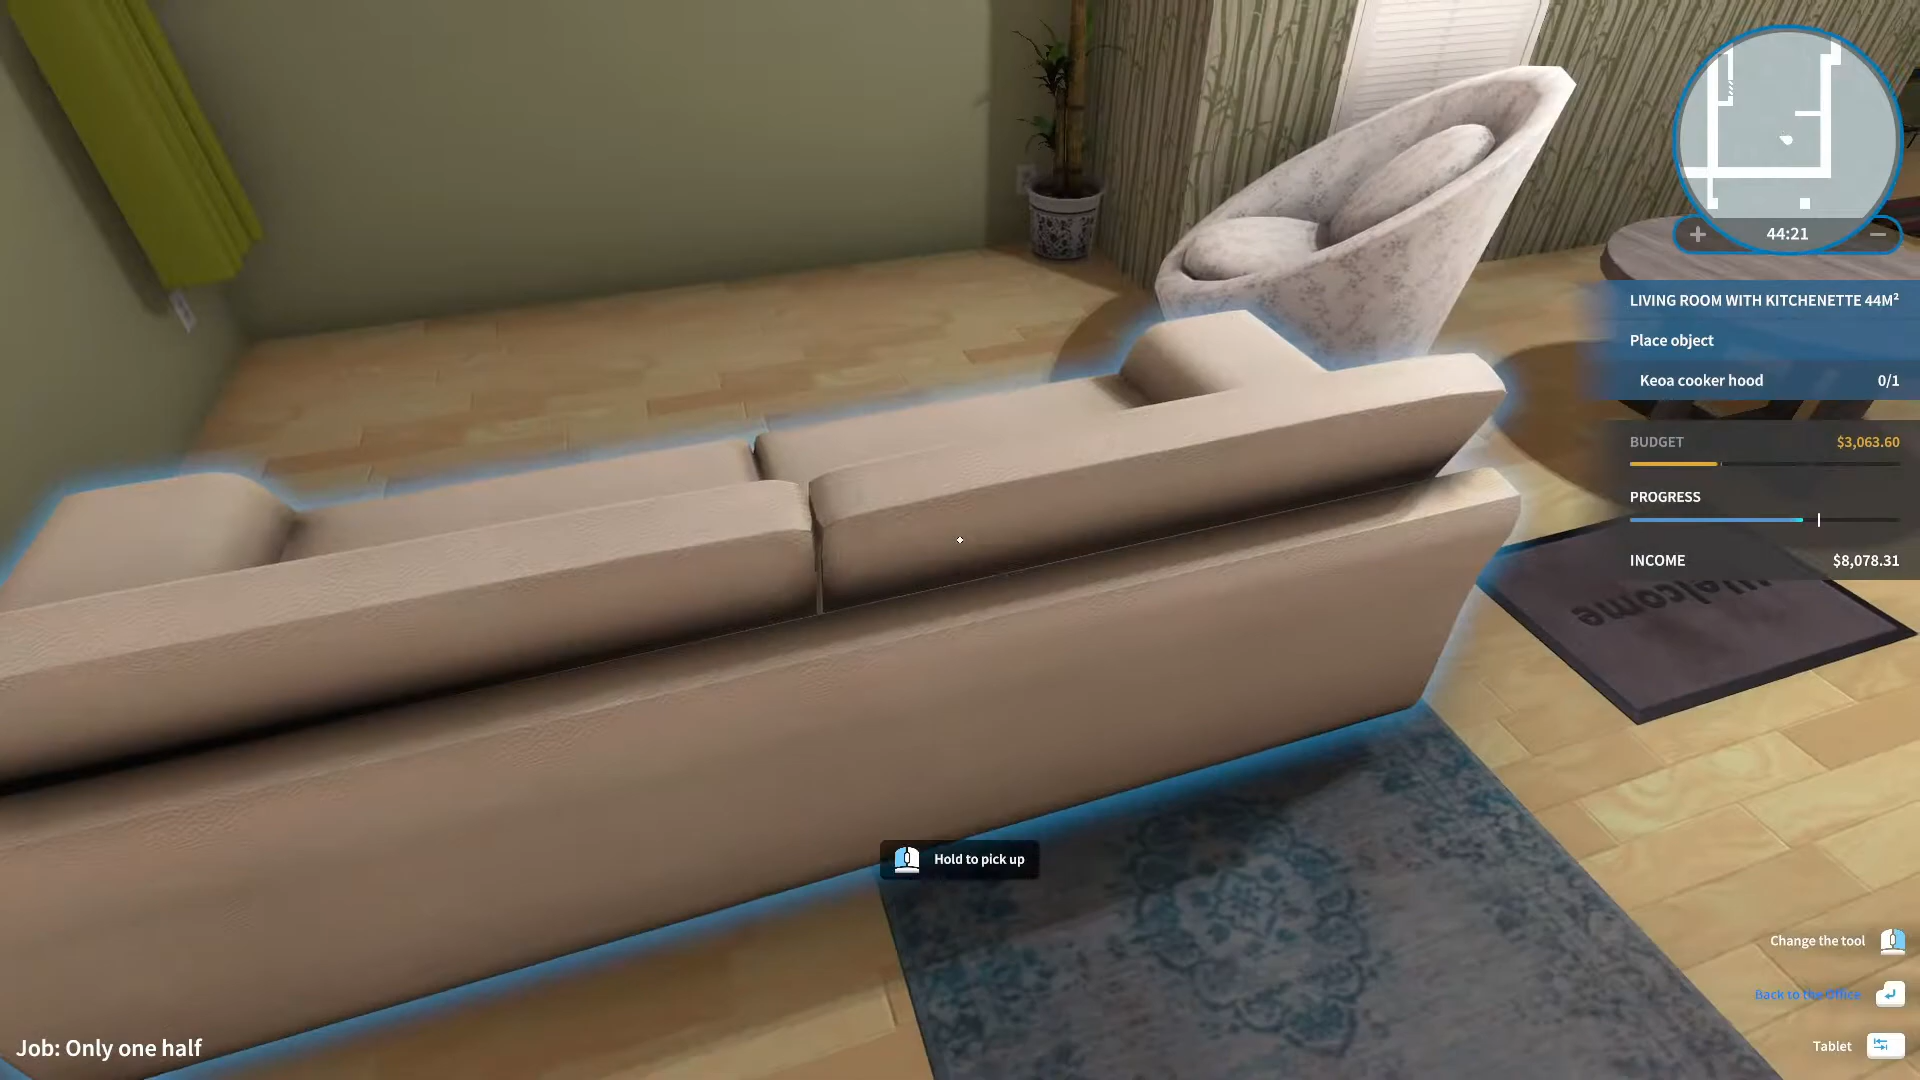 44:21
LIVING ROOM WITH KITCHENETTE 44M²
Place object
Keoa cooker hood 0/1
BUDGET $3,063.60
PROGRESS
INCOME $8,078.31
Welcome
Hold to pick up
Change the tool
Back to the Office
Tablet
Job: Only one half